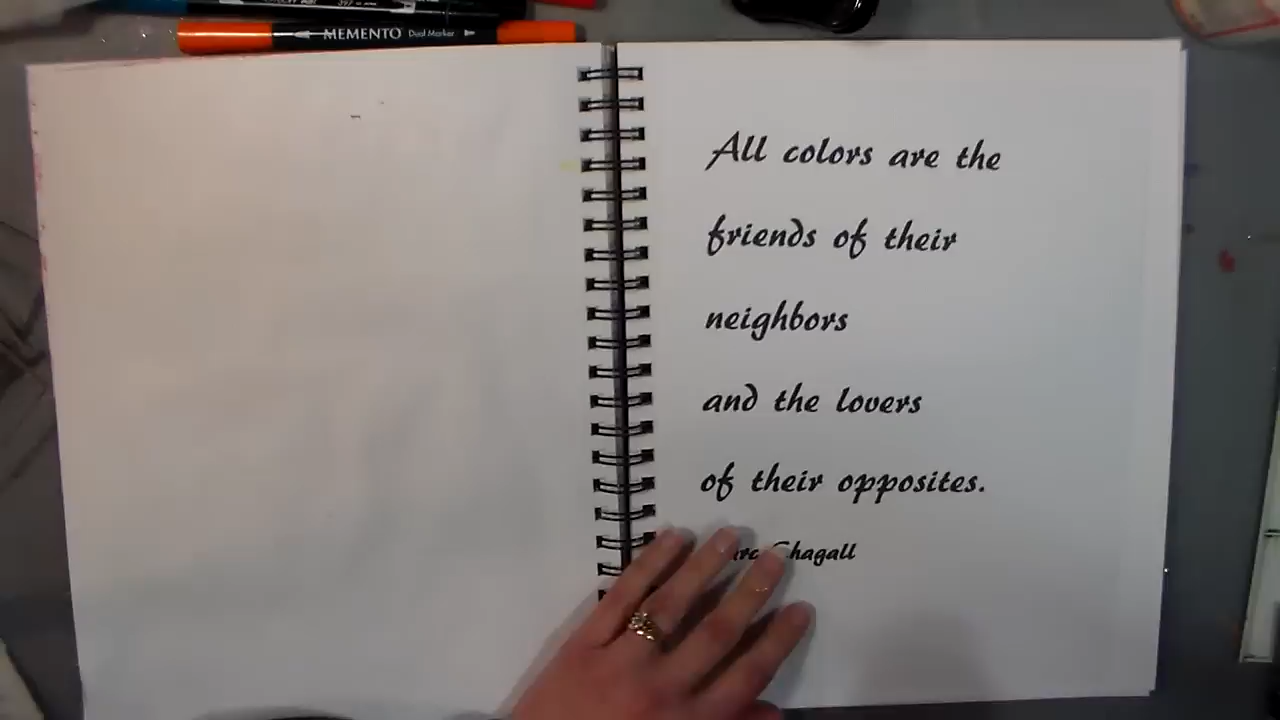 MEMENTO Dual Marker
All colors are the
friends of their
neighbors
and the lovers
of their opposites.
Chagall